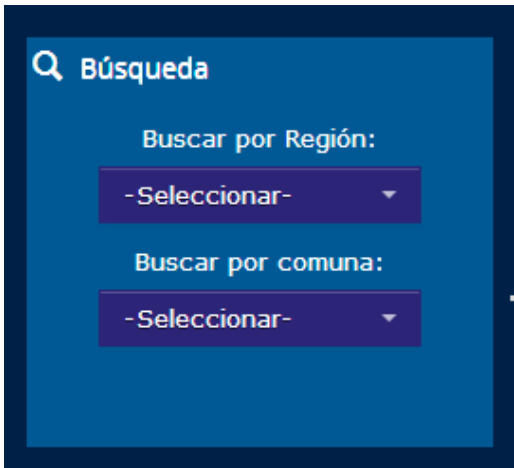 Búsqueda
Buscar por Región:
-Seleccionar-
Buscar por comuna:
-Seleccionar-